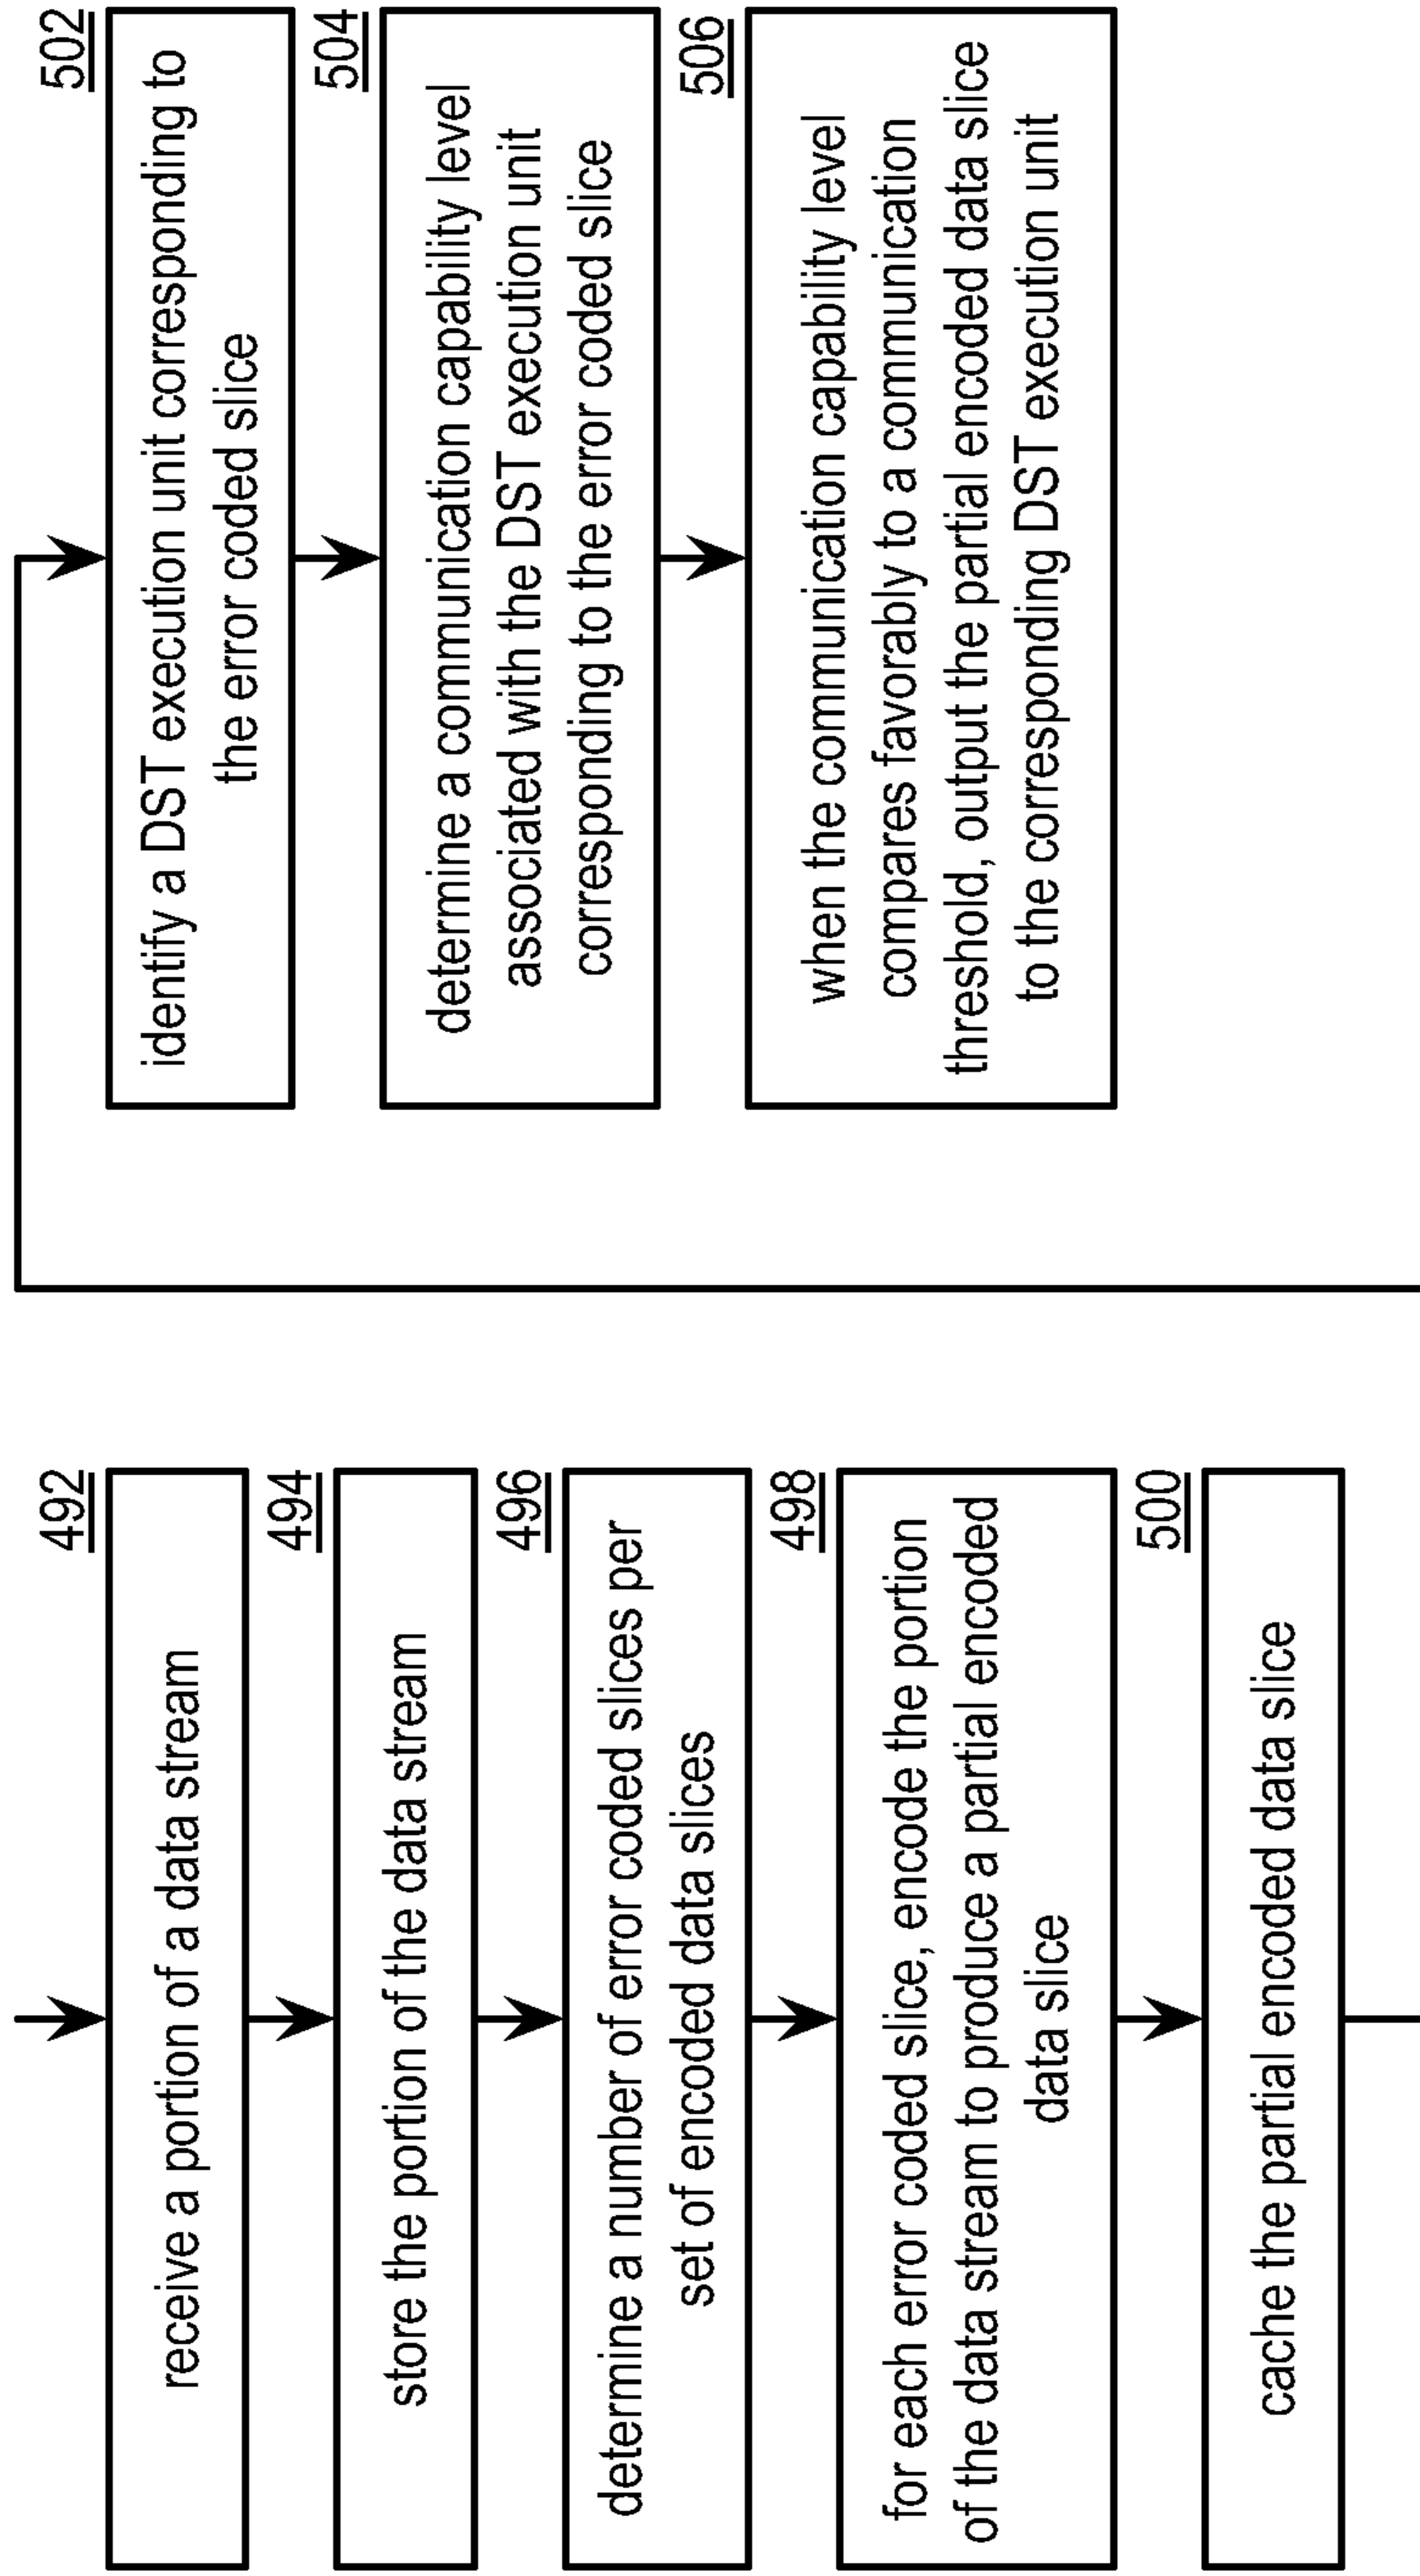 492
receive a portion of a data stream
494
store the portion of the data stream
496
determine a number of error coded slices per
set of encoded data slices
498
for each error coded slice, encode the portion
of the data stream to produce a partial encoded
data slice
500
cache the partial encoded data slice
502
identify a DST execution unit corresponding to
the error coded slice
504
determine a communication capability level
associated with the DST execution unit
corresponding to the error coded slice
506
when the communication capability level
compares favorably to a communication
threshold, output the partial encoded data slice
to the corresponding DST execution unit